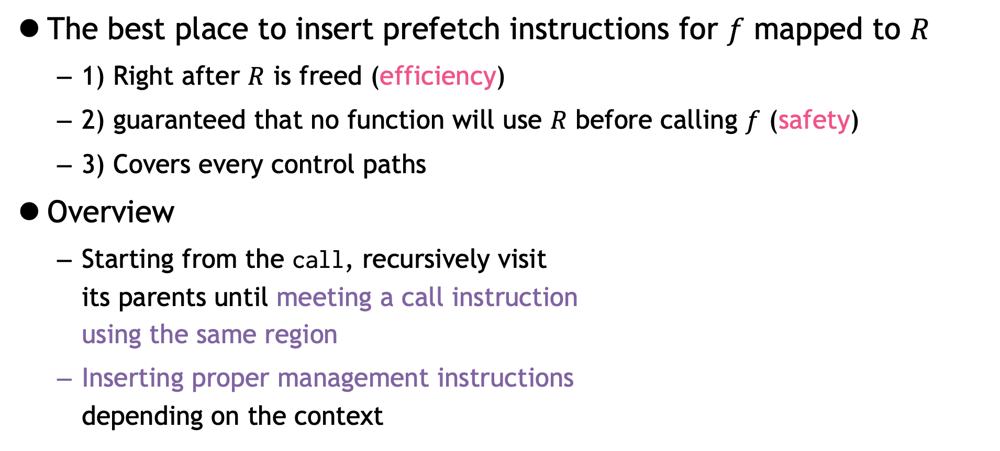 ● The best place to insert prefetch instructions for f mapped to R
– 1) Right after R is freed (efficiency)
– 2) guaranteed that no function will use R before calling f (safety)
– 3) Covers every control paths
● Overview
– Starting from the call, recursively visit
its parents until meeting a call instruction
using the same region
– Inserting proper management instructions
depending on the context